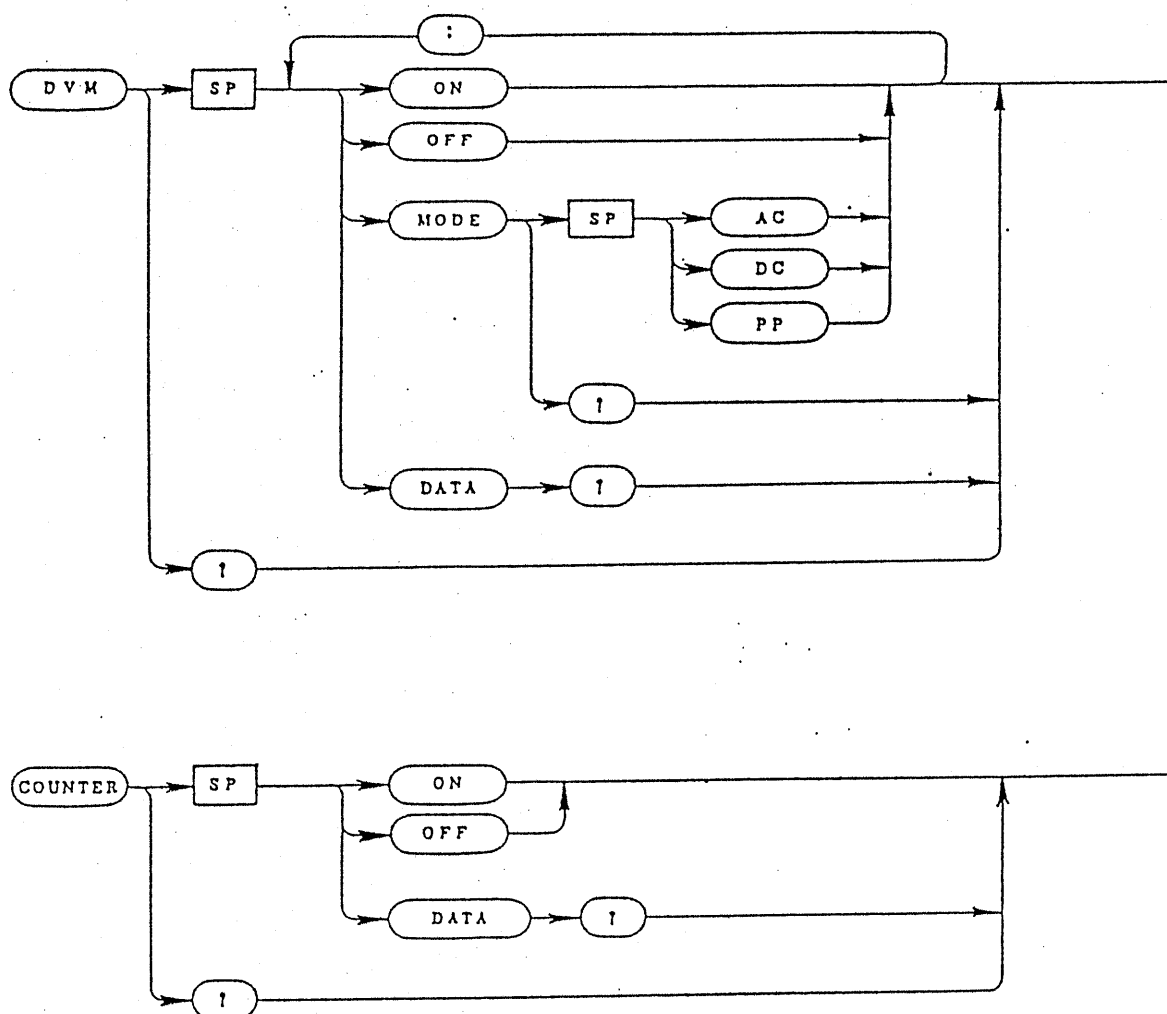 :
DVM SP ON
OFF
MODE SP AC
DC
PP
?
DATA ?
?
COUNTER SP ON
OFF
DATA ?
?